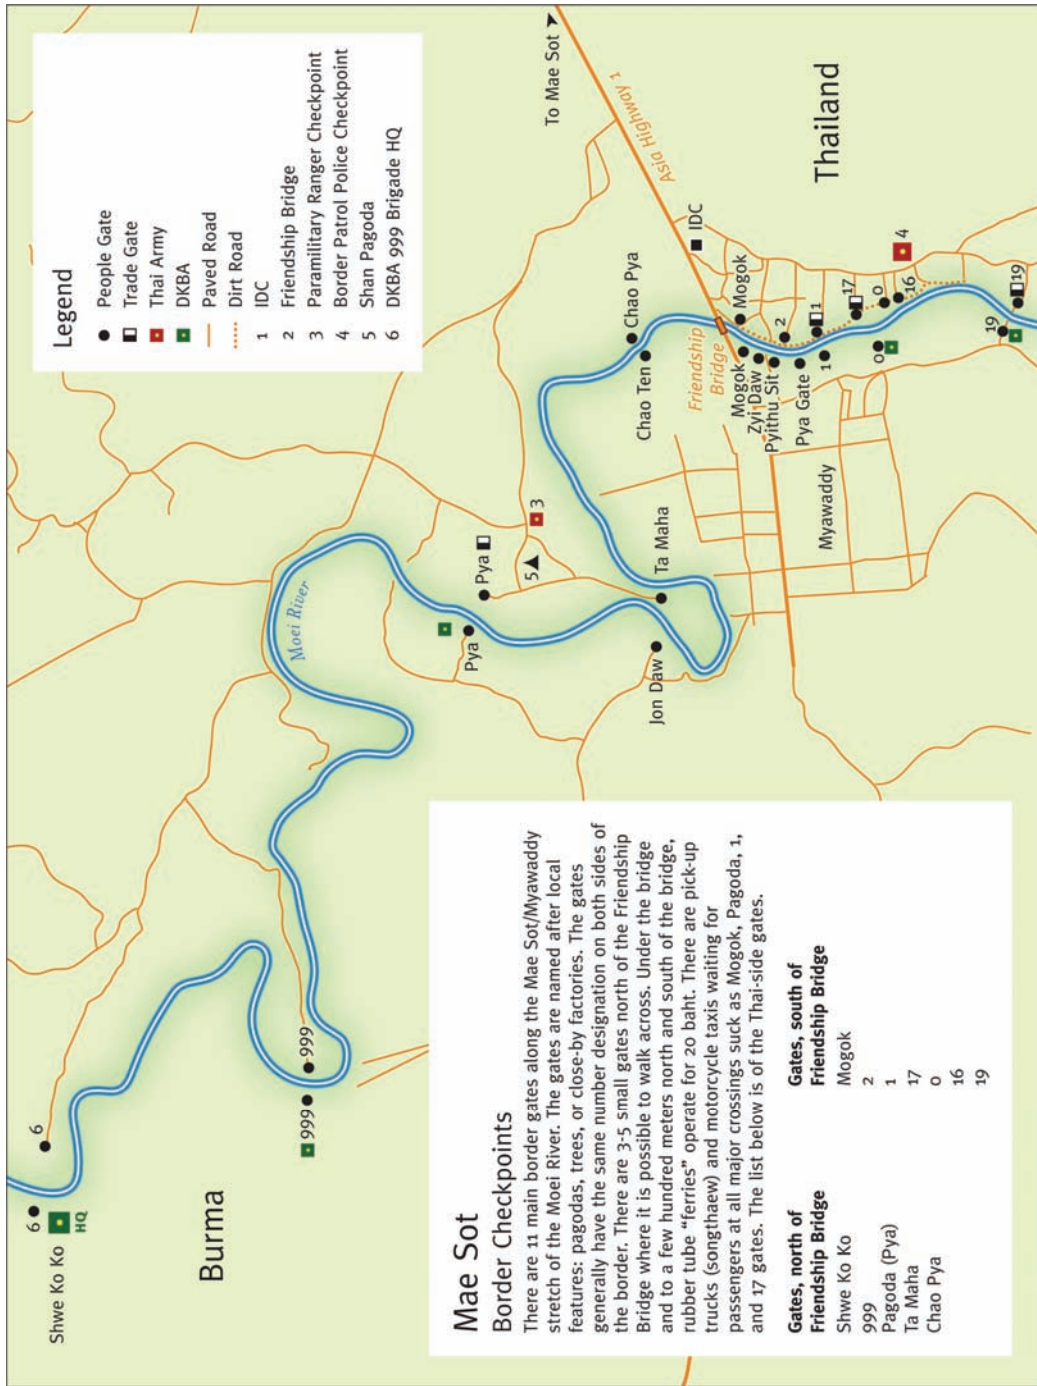 Legend
People Gate
Trade Gate
Thai Army
DKBA
Paved Road
Dirt Road
1 IDC
2 Friendship Bridge
3 Paramilitary Ranger Checkpoint
4 Border Patrol Police Checkpoint
5 Shan Pagoda
6 DKBA 999 Brigade HQ
To Mae Sot
Asia Highway 1
Thailand
IDC
Chao Pya
Chao Ten
Friendship
Bridge
Mogok
Mogok
Zyi Daw
Pyithu Sit
Pya Gate
2
1
1
17
0
0
16
4
19
19
Myawaddy
3
5
Pya
Pya
Ta Maha
Jon Daw
Moei River
999
999
6
6
Shwe Ko Ko
HQ
Burma
Mae Sot
Border Checkpoints
There are 11 main border gates along the Mae Sot/Myawaddy
stretch of the Moei River. The gates are named after local
features: pagodas, trees, or close-by factories. The gates
generally have the same number designation on both sides of
the border. There are 3-5 small gates north of the Friendship
Bridge where it is possible to walk across. Under the bridge
and to a few hundred meters north and south of the bridge,
rubber tube “ferries” operate for 20 baht. There are pick-up
trucks (songthaew) and motorcycle taxis waiting for
passengers at all major crossings suck as Mogok, Pagoda, 1,
and 17 gates. The list below is of the Thai-side gates.
Gates, north of
Friendship Bridge
Shwe Ko Ko
999
Pagoda (Pya)
Ta Maha
Chao Pya
Gates, south of
Friendship Bridge
Mogok
2
1
17
0
16
19